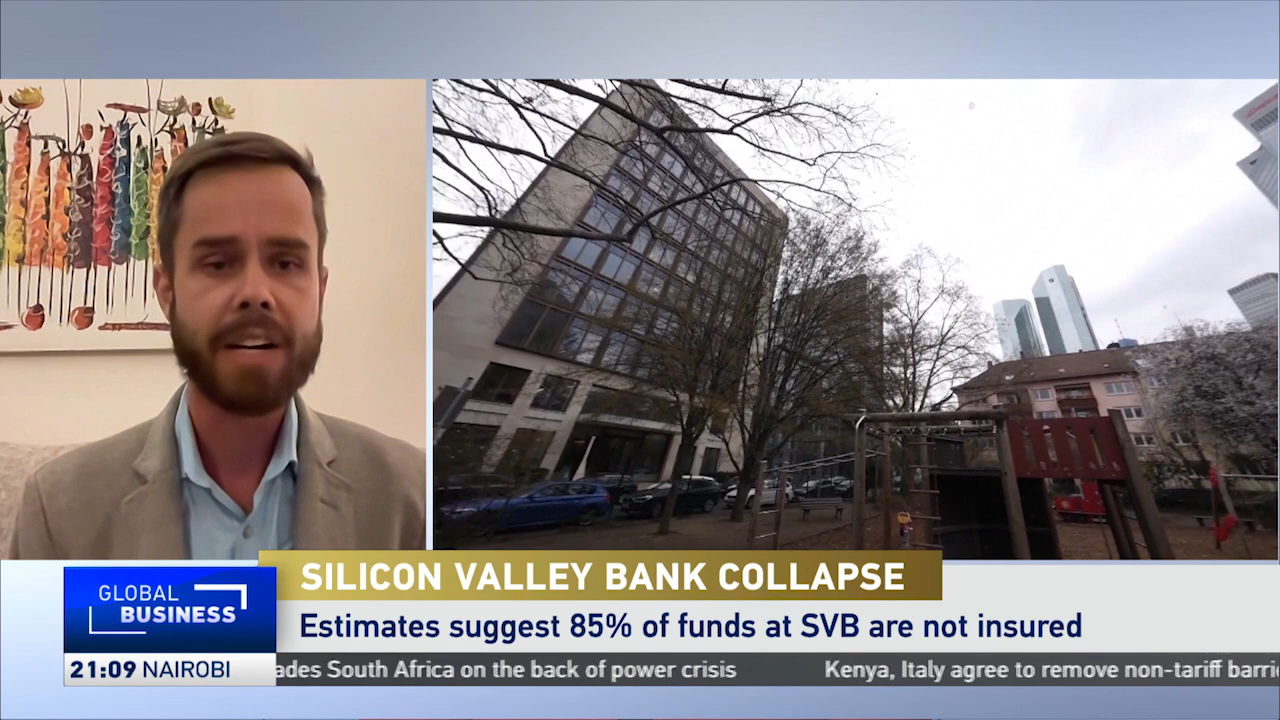 SILICON VALLEY BANK COLLAPSE
GLOBAL
BUSINESS
Estimates suggest 85% of funds at SVB are not insured
21:09 NAIROBI
South Africa on the back of power crisis
Kenya, Italy agree to remove non-tariff